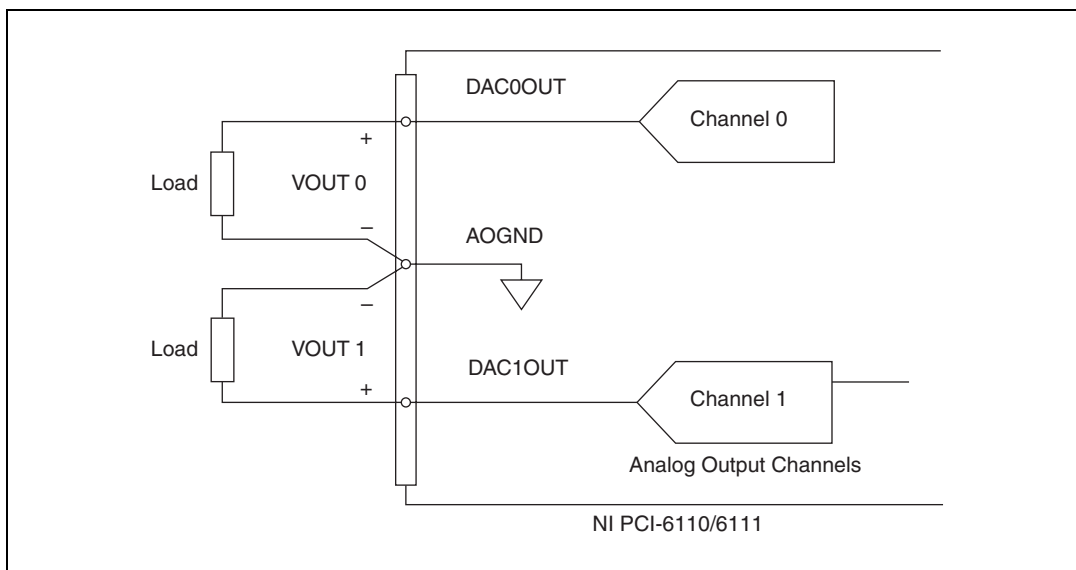 DAC0OUT
Channel 0
+
Load
VOUT 0
–
AOGND
–
Load
VOUT 1
DAC1OUT
+
Channel 1
Analog Output Channels
NI PCI-6110/6111